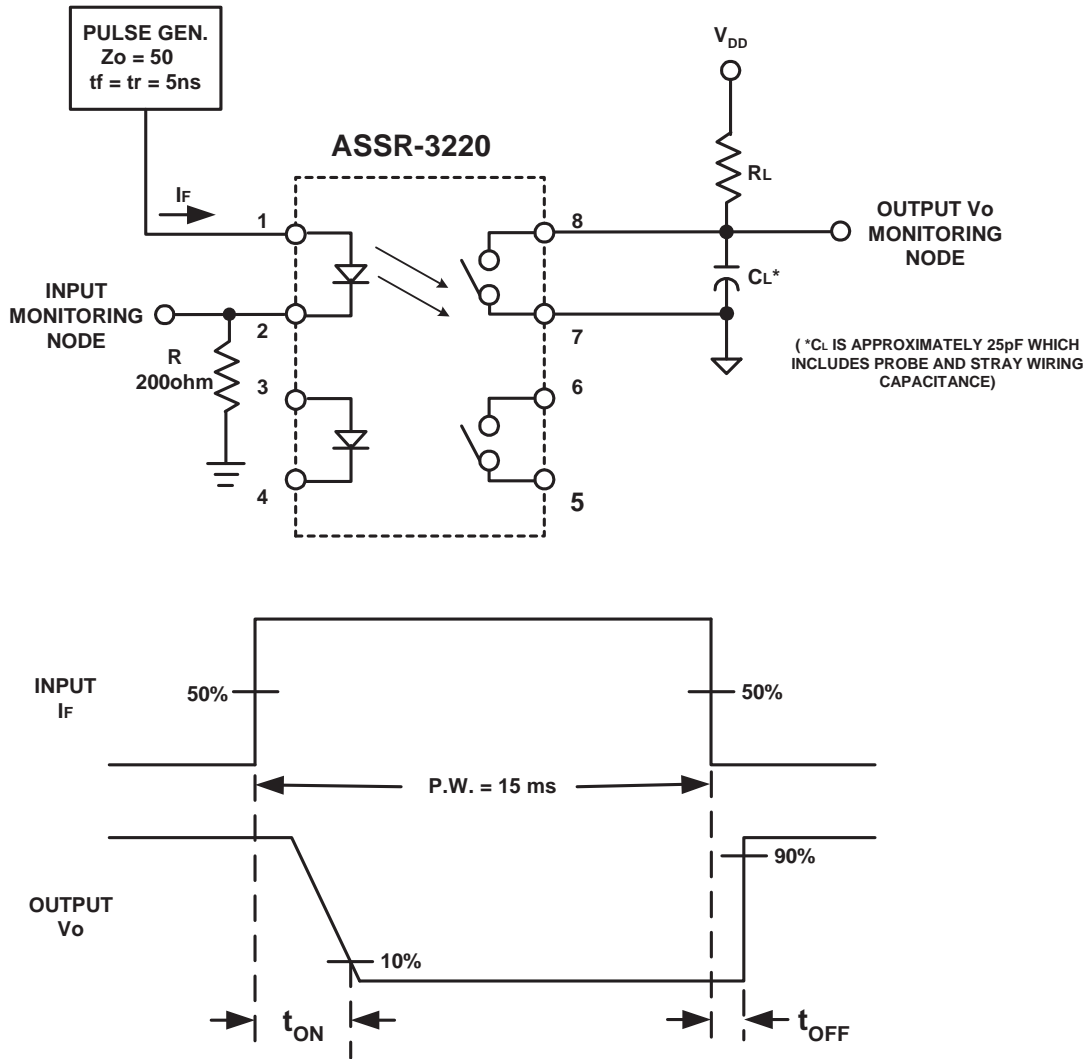 PULSE GEN.
Zo = 50
tf = tr = 5ns
VDD
ASSR-3220
RL
IF
1
8
OUTPUT Vo
MONITORING
NODE
CL*
INPUT
MONITORING
NODE
2
7
( *CL IS APPROXIMATELY 25pF WHICH
INCLUDES PROBE AND STRAY WIRING
CAPACITANCE)
R
200ohm
3
6
4
5
INPUT
IF
50%
50%
P.W. = 15 ms
90%
OUTPUT
Vo
10%
tON
tOFF